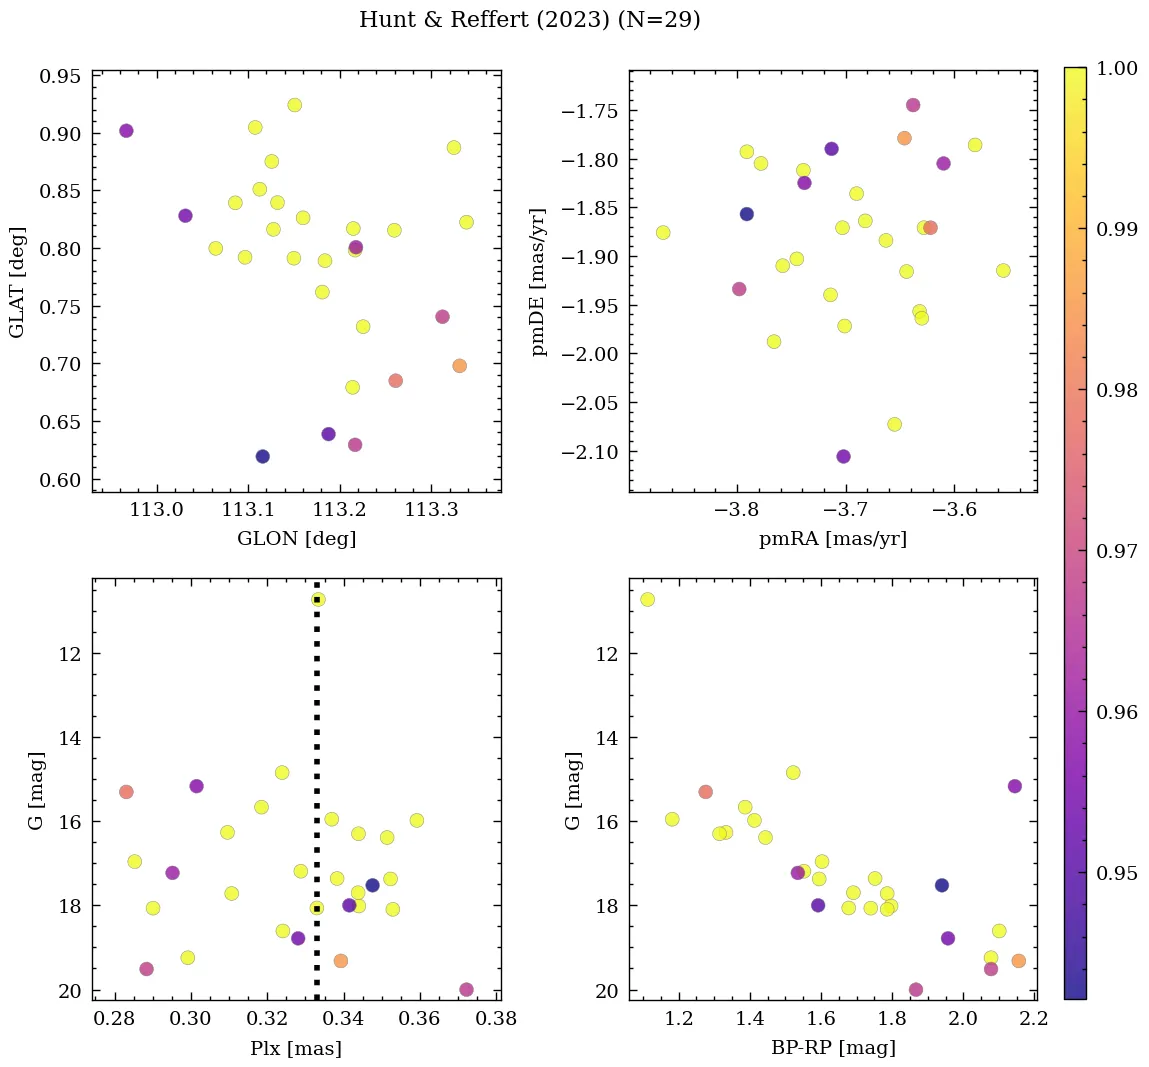 Hunt & Reffert (2023) (N=29)
0.95
0.90
0.85
0.80
0.75
0.70
0.65
0.60
GLAT [deg]
113.0 113.1 113.2 113.3
GLON [deg]
−1.75
−1.80
−1.85
−1.90
−1.95
−2.00
−2.05
−2.10
pmDE [mas/yr]
−3.8 −3.7 −3.6
pmRA [mas/yr]
12
14
16
18
20
G [mag]
0.28 0.30 0.32 0.34 0.36 0.38
Plx [mas]
12
14
16
18
20
G [mag]
1.2 1.4 1.6 1.8 2.0 2.2
BP-RP [mag]
1.00
0.99
0.98
0.97
0.96
0.95